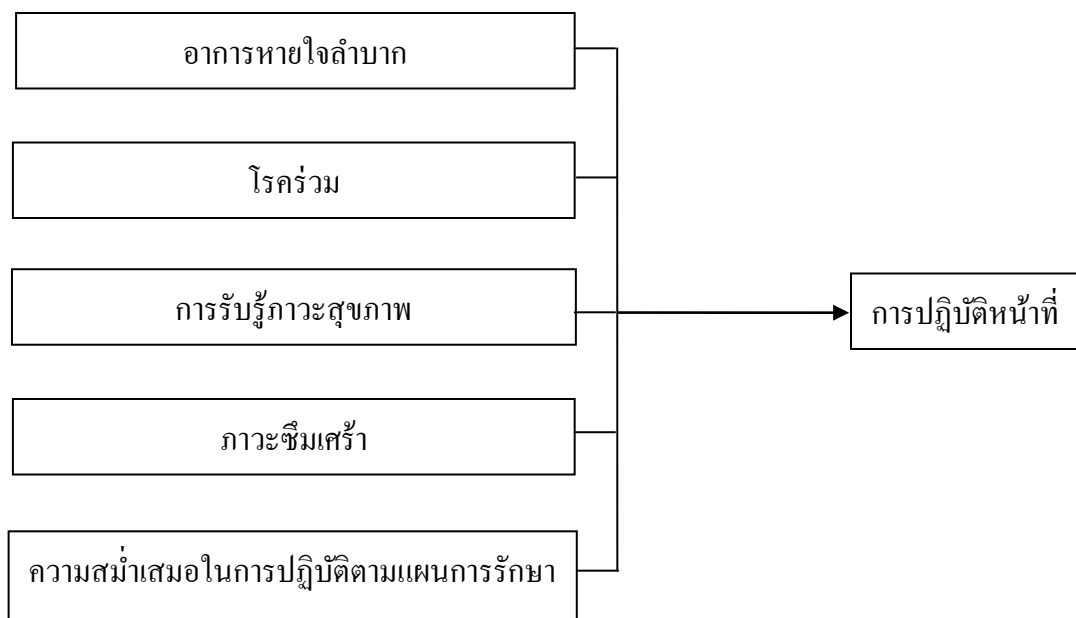 อาการหายใจลำบาก
โรคร่วม
การรับรู้ภาวะสุขภาพ
การปฏิบัติหน้าที่
ภาวะซึมเศร้า
ความสม่ำเสมอในการปฏิบัติตามแผนการรักษา